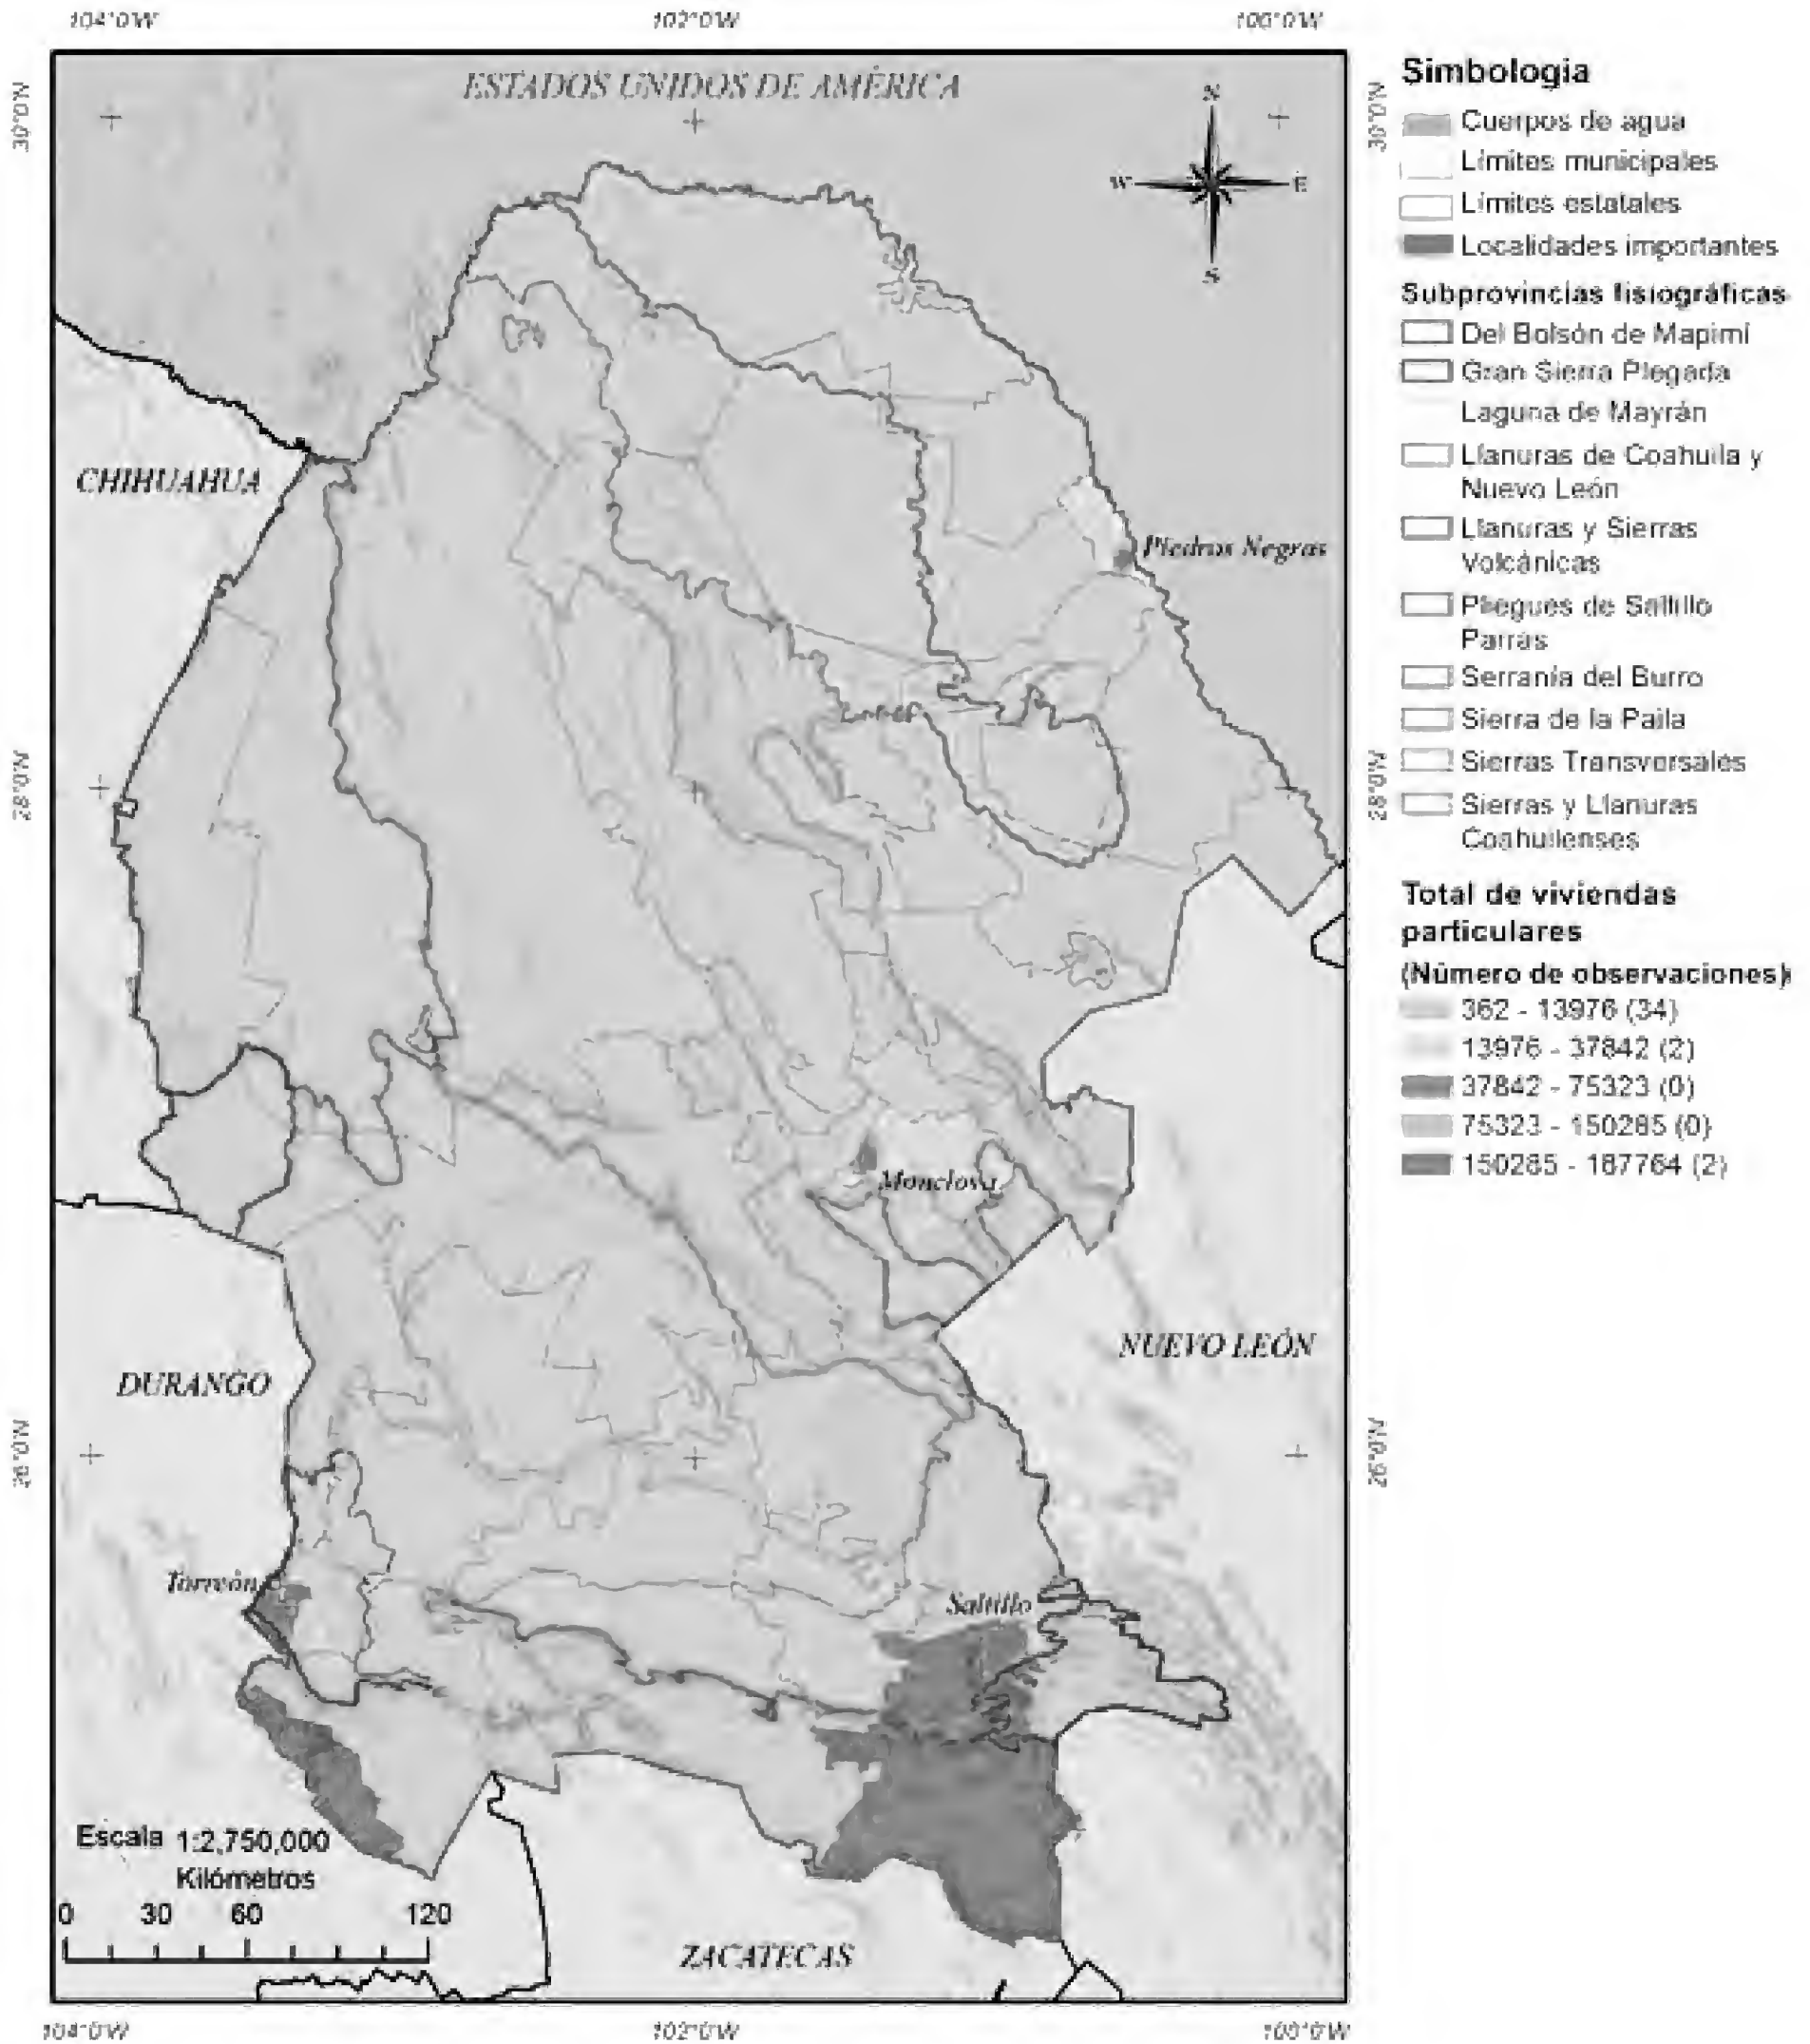 104°0'W 102°0'W 100°0'W
30°0'N 30°0'N
ESTADOS UNIDOS DE AMÉRICA
N
W E
S
CHIHUAHUA
Piedras Negras
28°0'N 28°0'N
Monclova
NUEVO LEÓN
DURANGO
26°0'N 26°0'N
Torreón
Saltillo
Escala 1:2,750,000
Kilómetros
0 30 60 120
ZACATECAS
104°0'W 102°0'W 100°0'W
Simbología
Cuerpos de agua
Límites municipales
Límites estatales
Localidades importantes
Subprovincias fisiográficas
Del Bolsón de Mapimí
Gran Sierra Plegada
Laguna de Mayrán
Llanuras de Coahuila y
Nuevo León
Llanuras y Sierras
Volcánicas
Pliegues de Saltillo
Parras
Serranía del Burro
Sierra de la Paila
Sierras Transversales
Sierras y Llanuras
Coahuilenses
Total de viviendas
particulares
(Número de observaciones)
362 - 13976 (34)
13976 - 37842 (2)
37842 - 75323 (0)
75323 - 150285 (0)
150285 - 187764 (2)